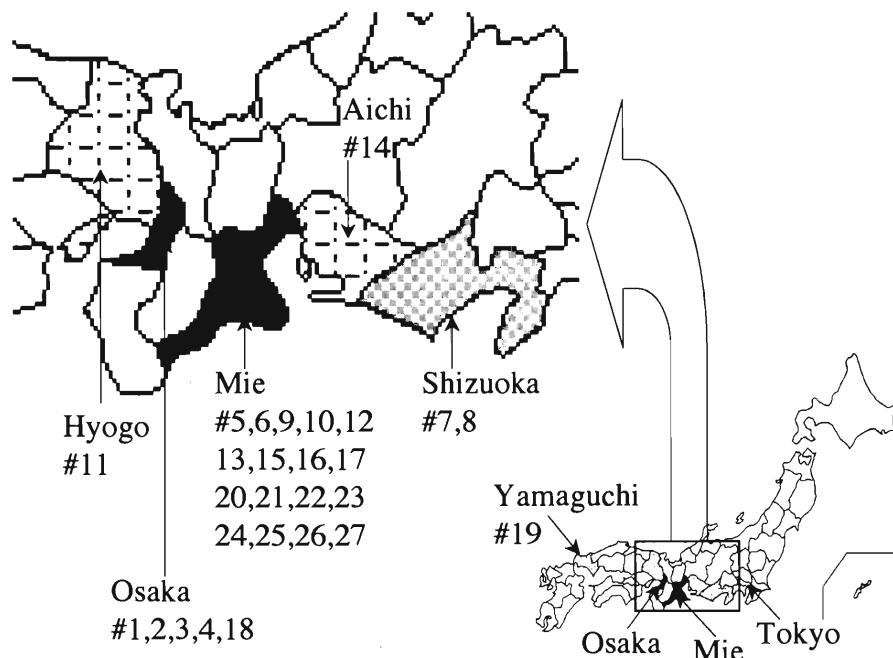 Aichi
#14
Mie
#5,6,9,10,12
13,15,16,17
20,21,22,23
24,25,26,27
Shizuoka
#7,8
Hyogo
#11
Osaka
#1,2,3,4,18
Yamaguchi
#19
Osaka
Mie
Tokyo